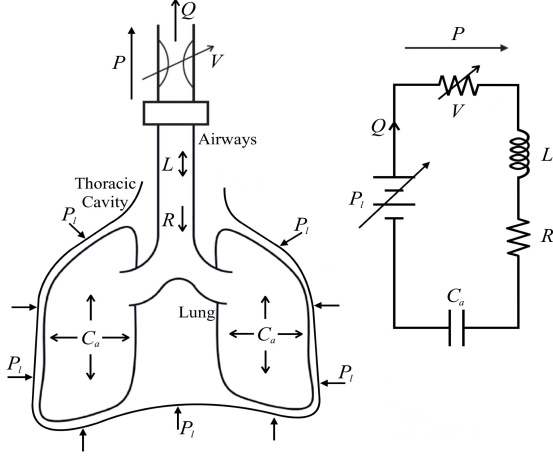 Q
P
V
Airways
L
Thoracic
Cavity
P_l
R
P_l
Lung
C_a
C_a
P_l
P_l
P_l
P
V
Q
L
P_l
R
C_a